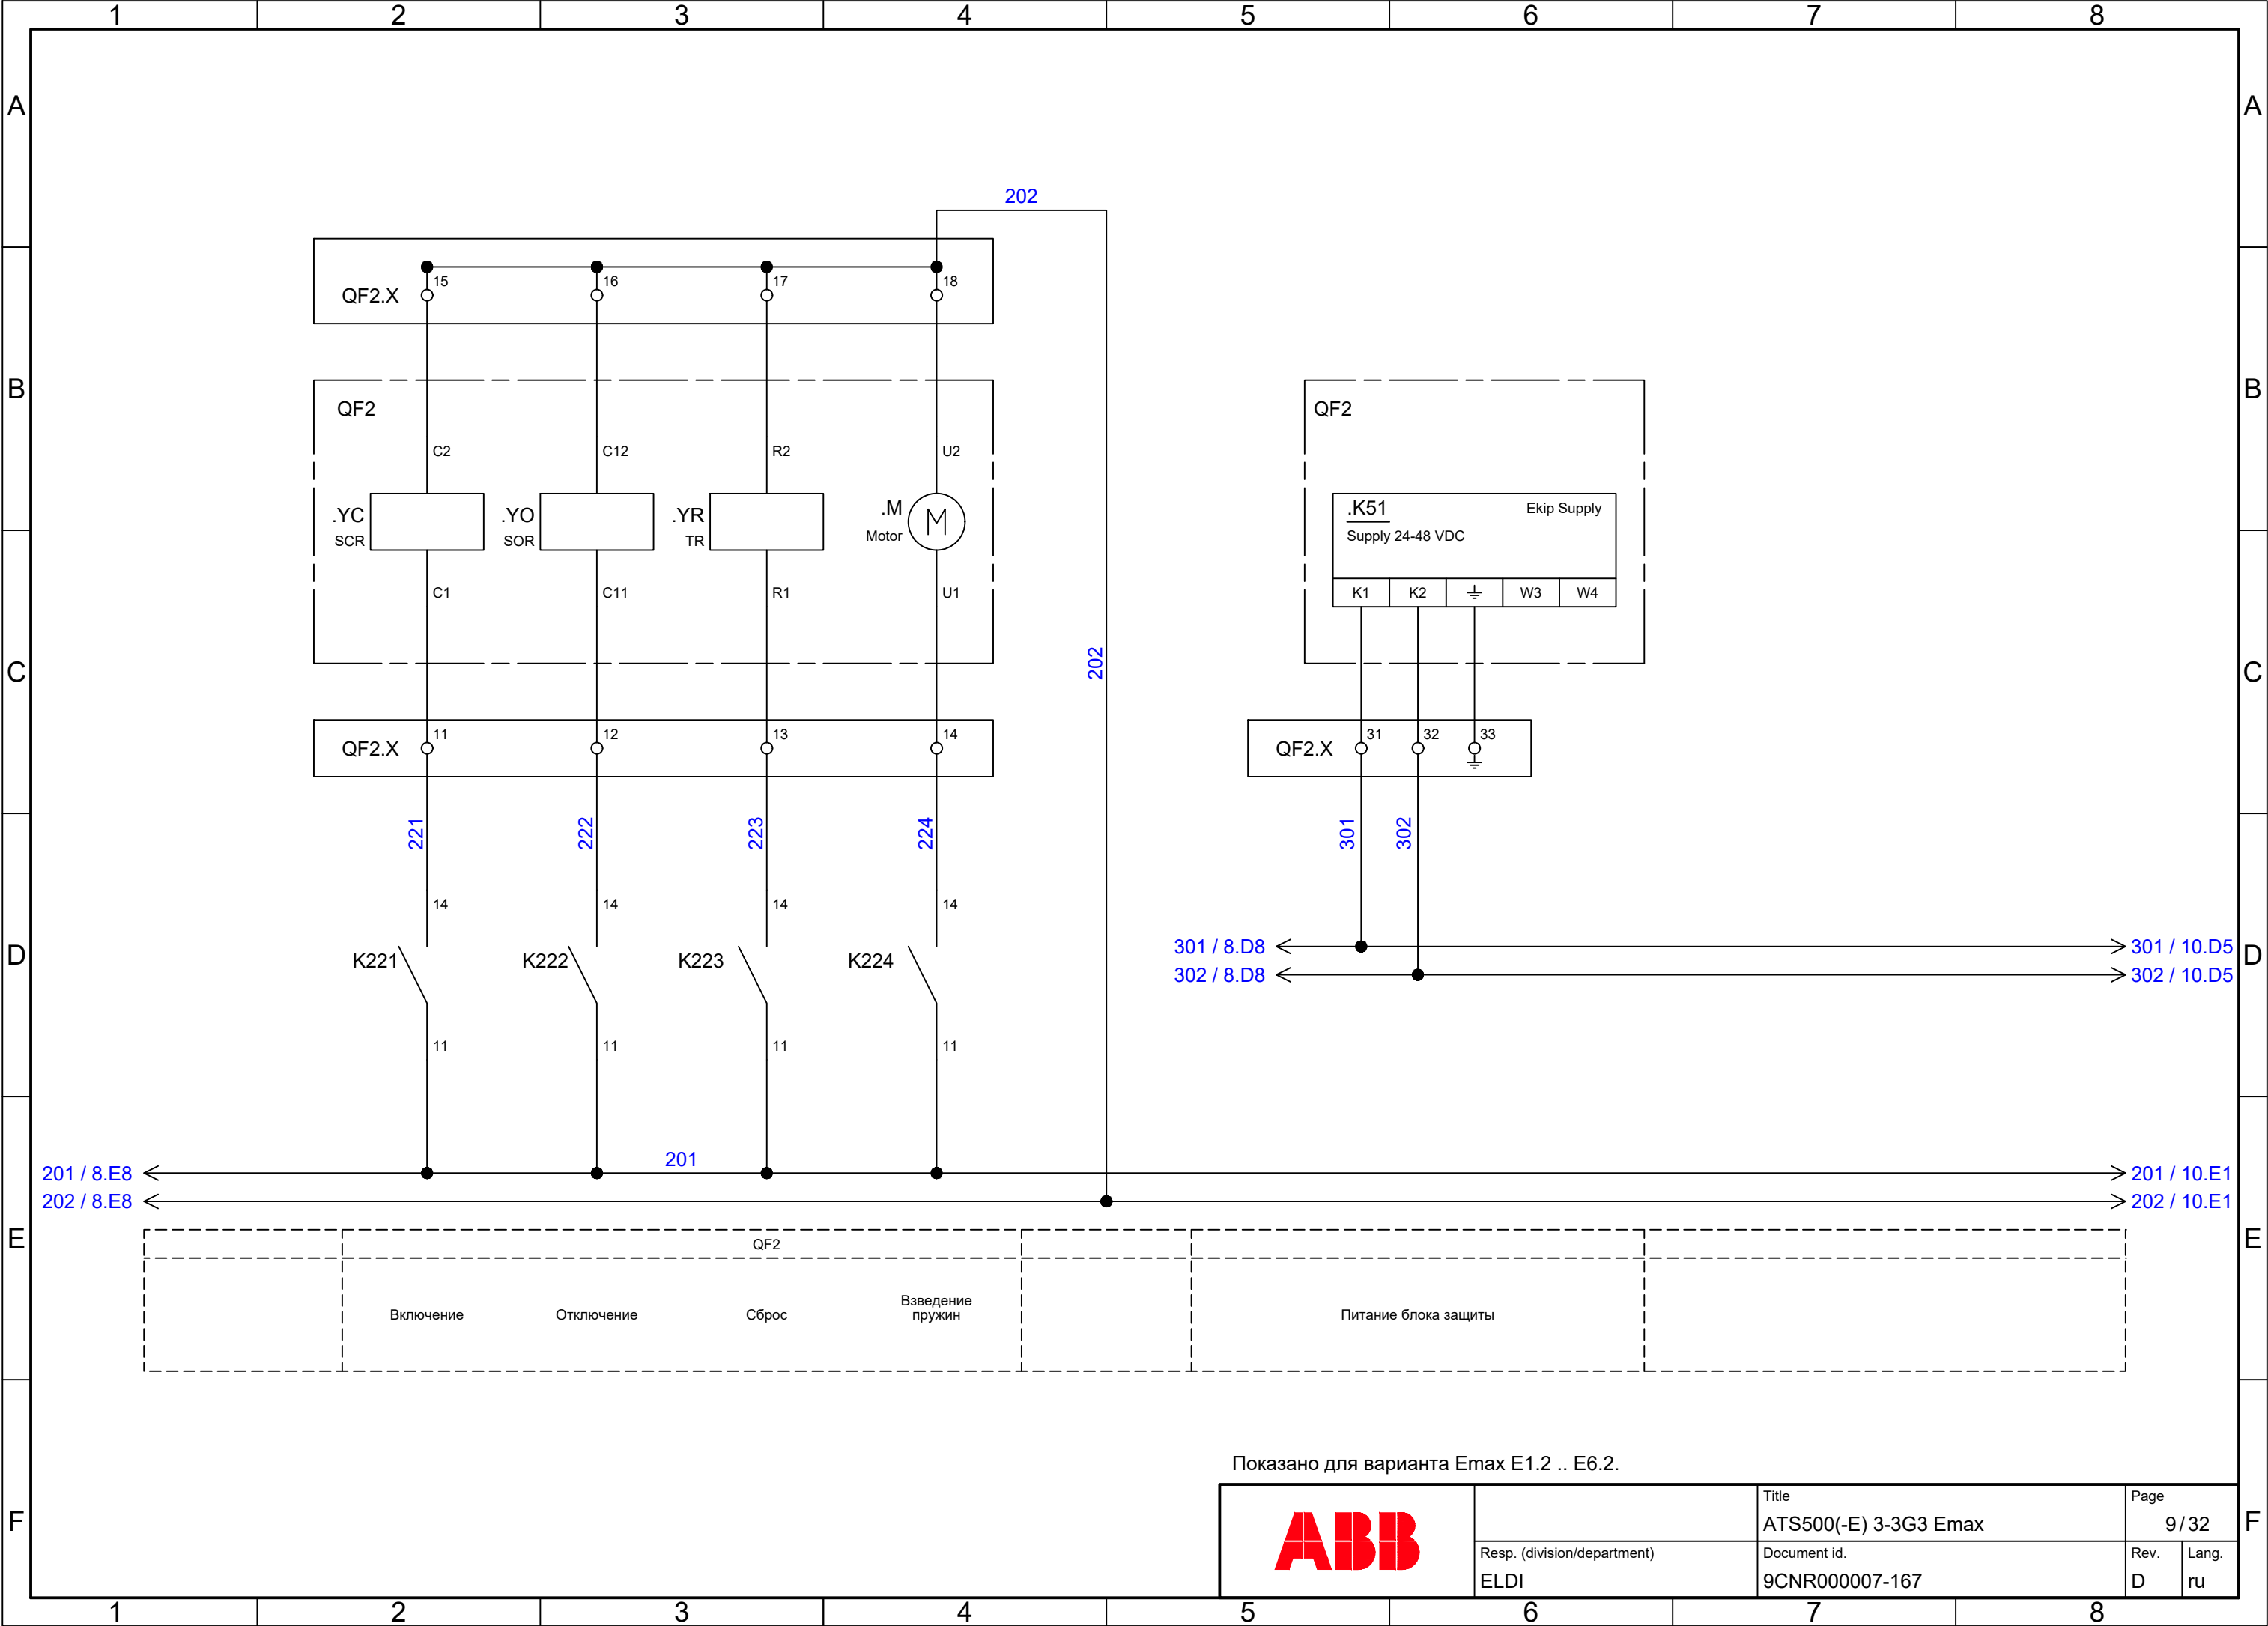 1 2 3 4 5 6 7 8
A A
202
15 16 17 18
QF2.X
B B
QF2 QF2
C2 C12 R2 U2
.YC .YO .YR .M M
SCR SOR TR Motor
.K51 Ekip Supply
Supply 24-48 VDC
C1 C11 R1 U1
K1 K2 W3 W4
202
C C
QF2.X 11 12 13 14
QF2.X 31 32 33
221 222 223 224
301 302
14 14 14 14
K221 K222 K223 K224
D D
301 / 8.D8 301 / 10.D5
302 / 8.D8 302 / 10.D5
11 11 11 11
201
201 / 8.E8 201 / 10.E1
202 / 8.E8 202 / 10.E1
E E
QF2
Включение Отключение Сброс Взведение
пружин
Питание блока защиты
Показано для варианта Emax E1.2 .. E6.2.
F F
ABB
Title
ATS500(-E) 3-3G3 Emax
Page
9/32
Resp. (division/department)
ELDI
Document id.
9CNR000007-167
Rev.
D
Lang.
ru
1 2 3 4 5 6 7 8